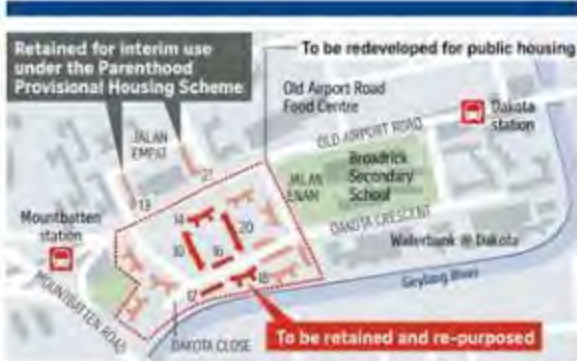 Retained for interim use
under the Parenthood
Provisional Housing Scheme
To be redeveloped for public housing
Old Airport Road
Food Centre
Dakota
station
JALAN
EMPAT
OLD AIRPORT ROAD
21
Broadrick
Secondary
School
JALAN
ENAM
13
Mountbatten
station
14
20
DAKOTA CRESCENT
10
16
Waterbank @ Dakota
17
18
Geylang River
MOUNTBATTEN ROAD
DAKOTA CLOSE
To be retained and re-purposed